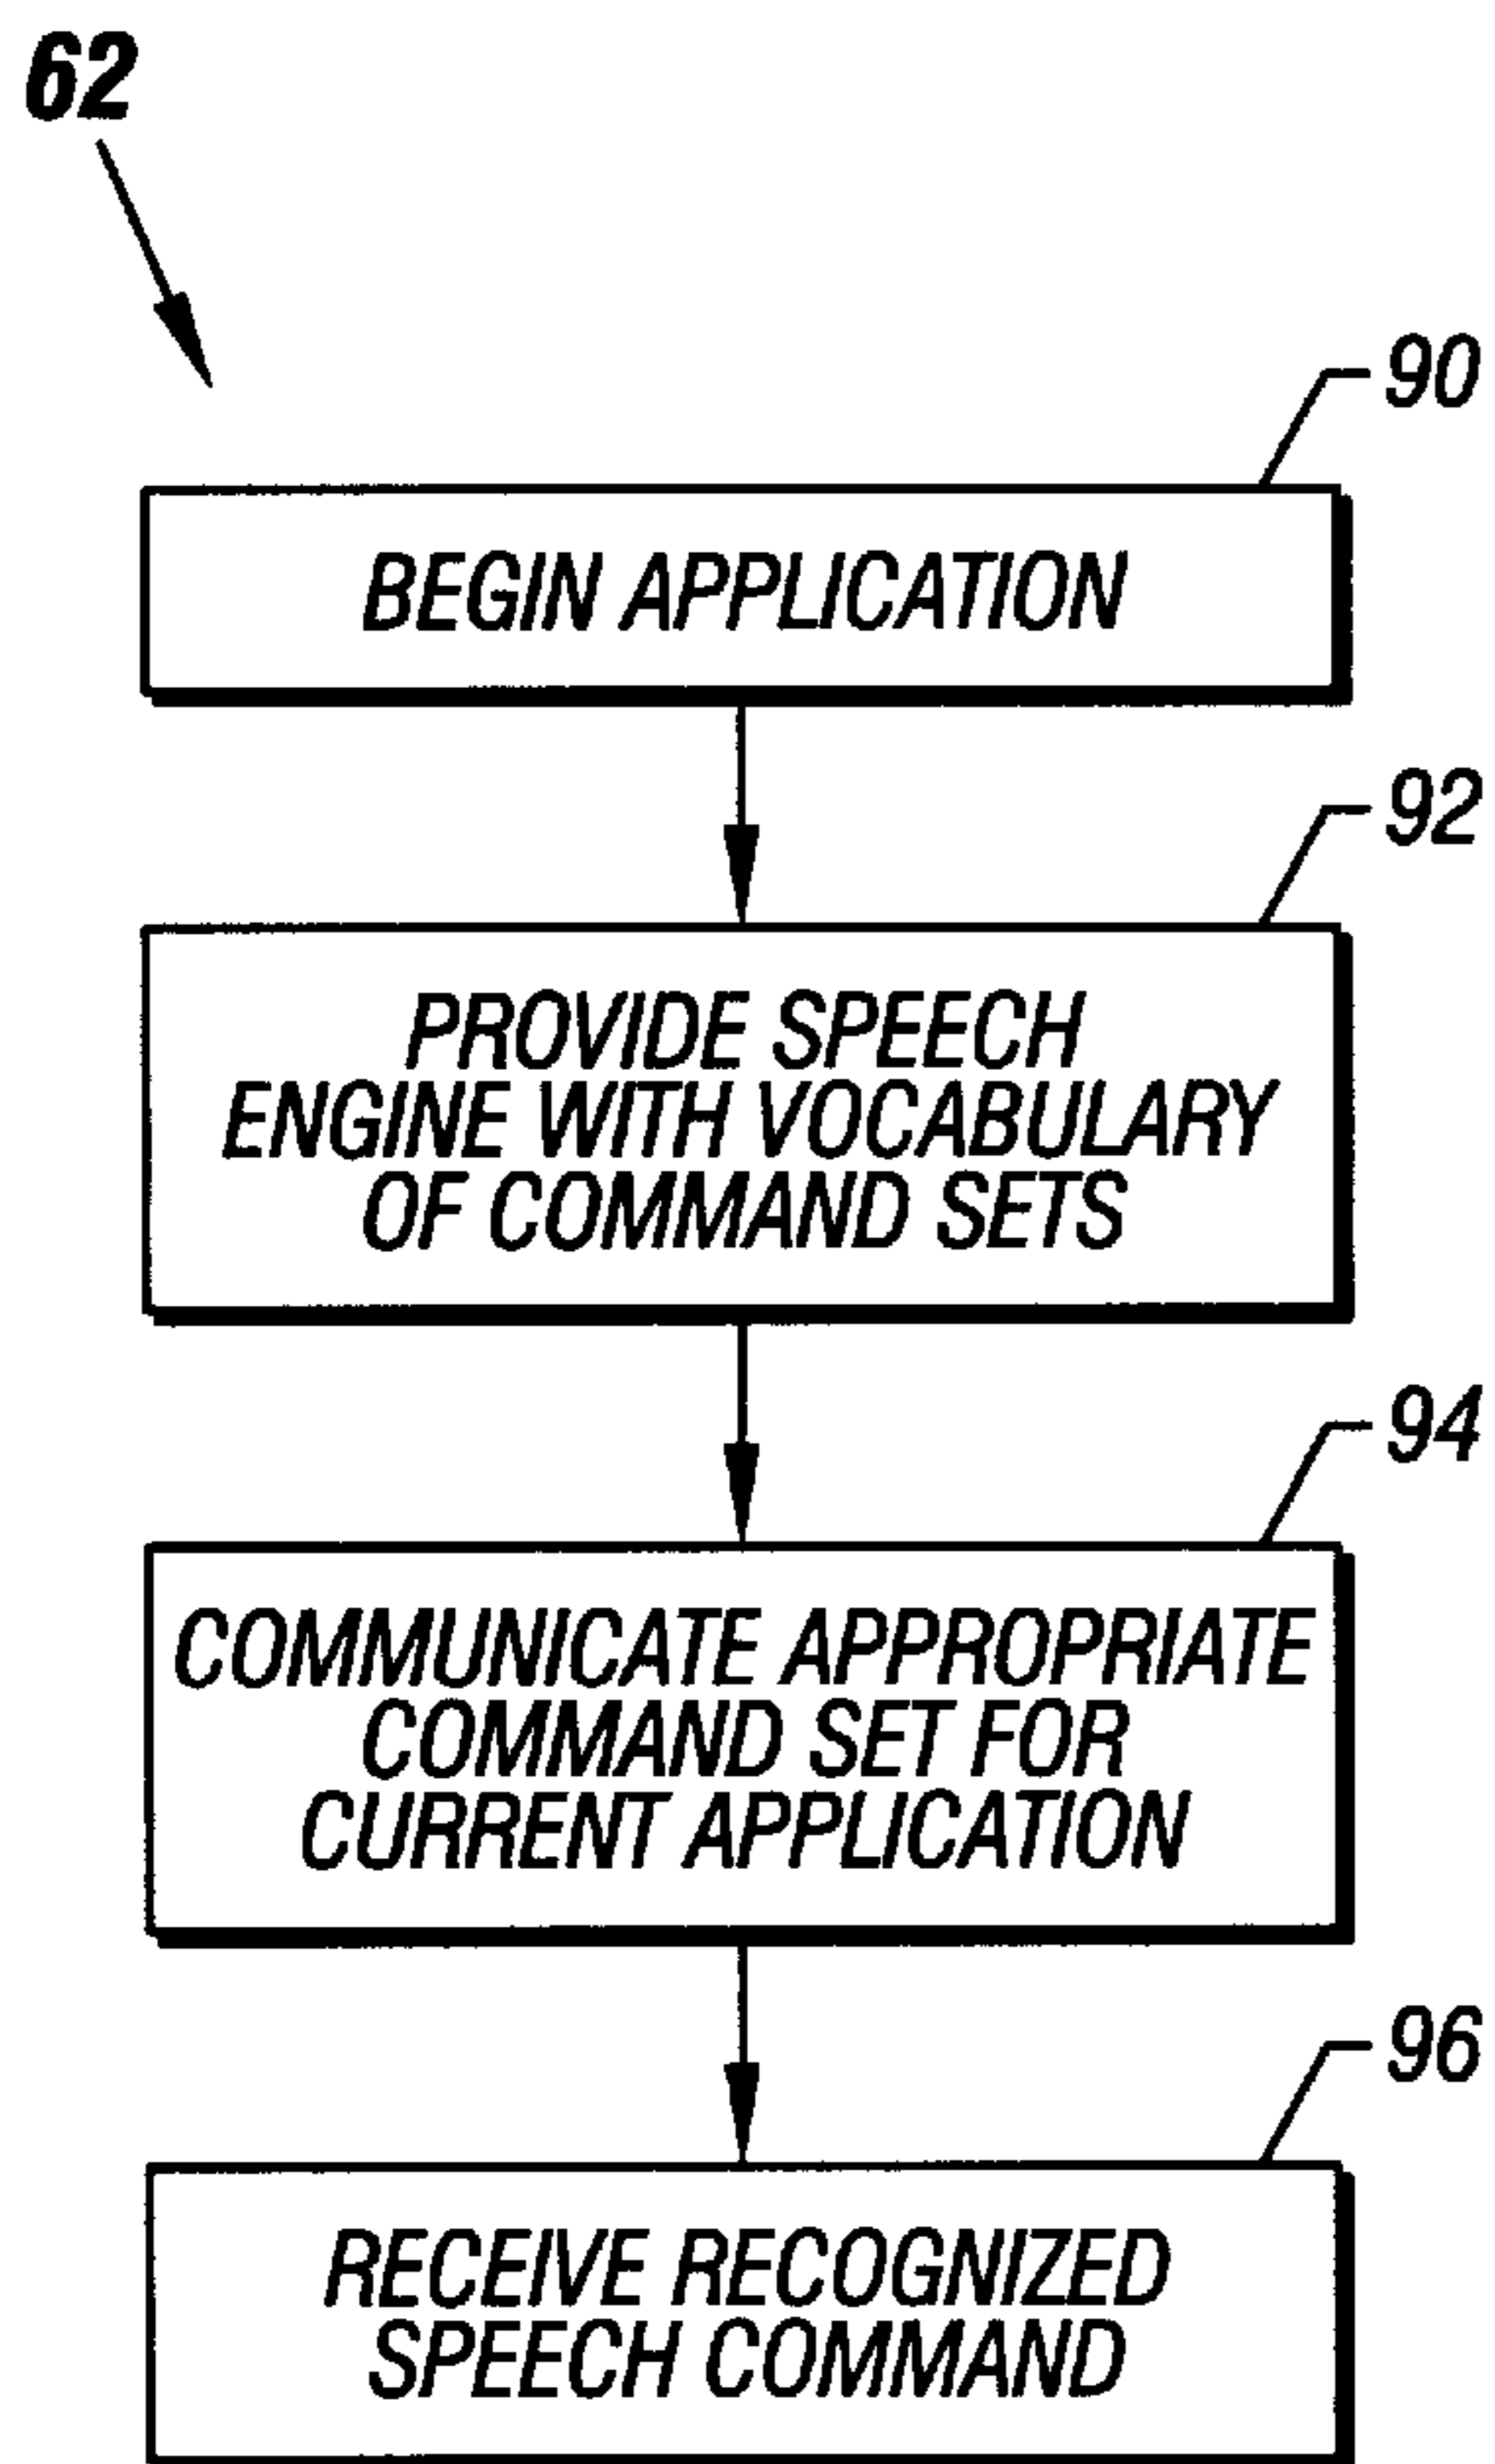 62
90
BEGIN APPLICATION
92
PROVIDE SPEECH
ENGINE WITH VOCABULARY
OF COMMAND SETS
94
COMMUNICATE APPROPRIATE
COMMAND SET FOR
CURRENT APPLICATION
96
RECEIVE RECOGNIZED
SPEECH COMMAND